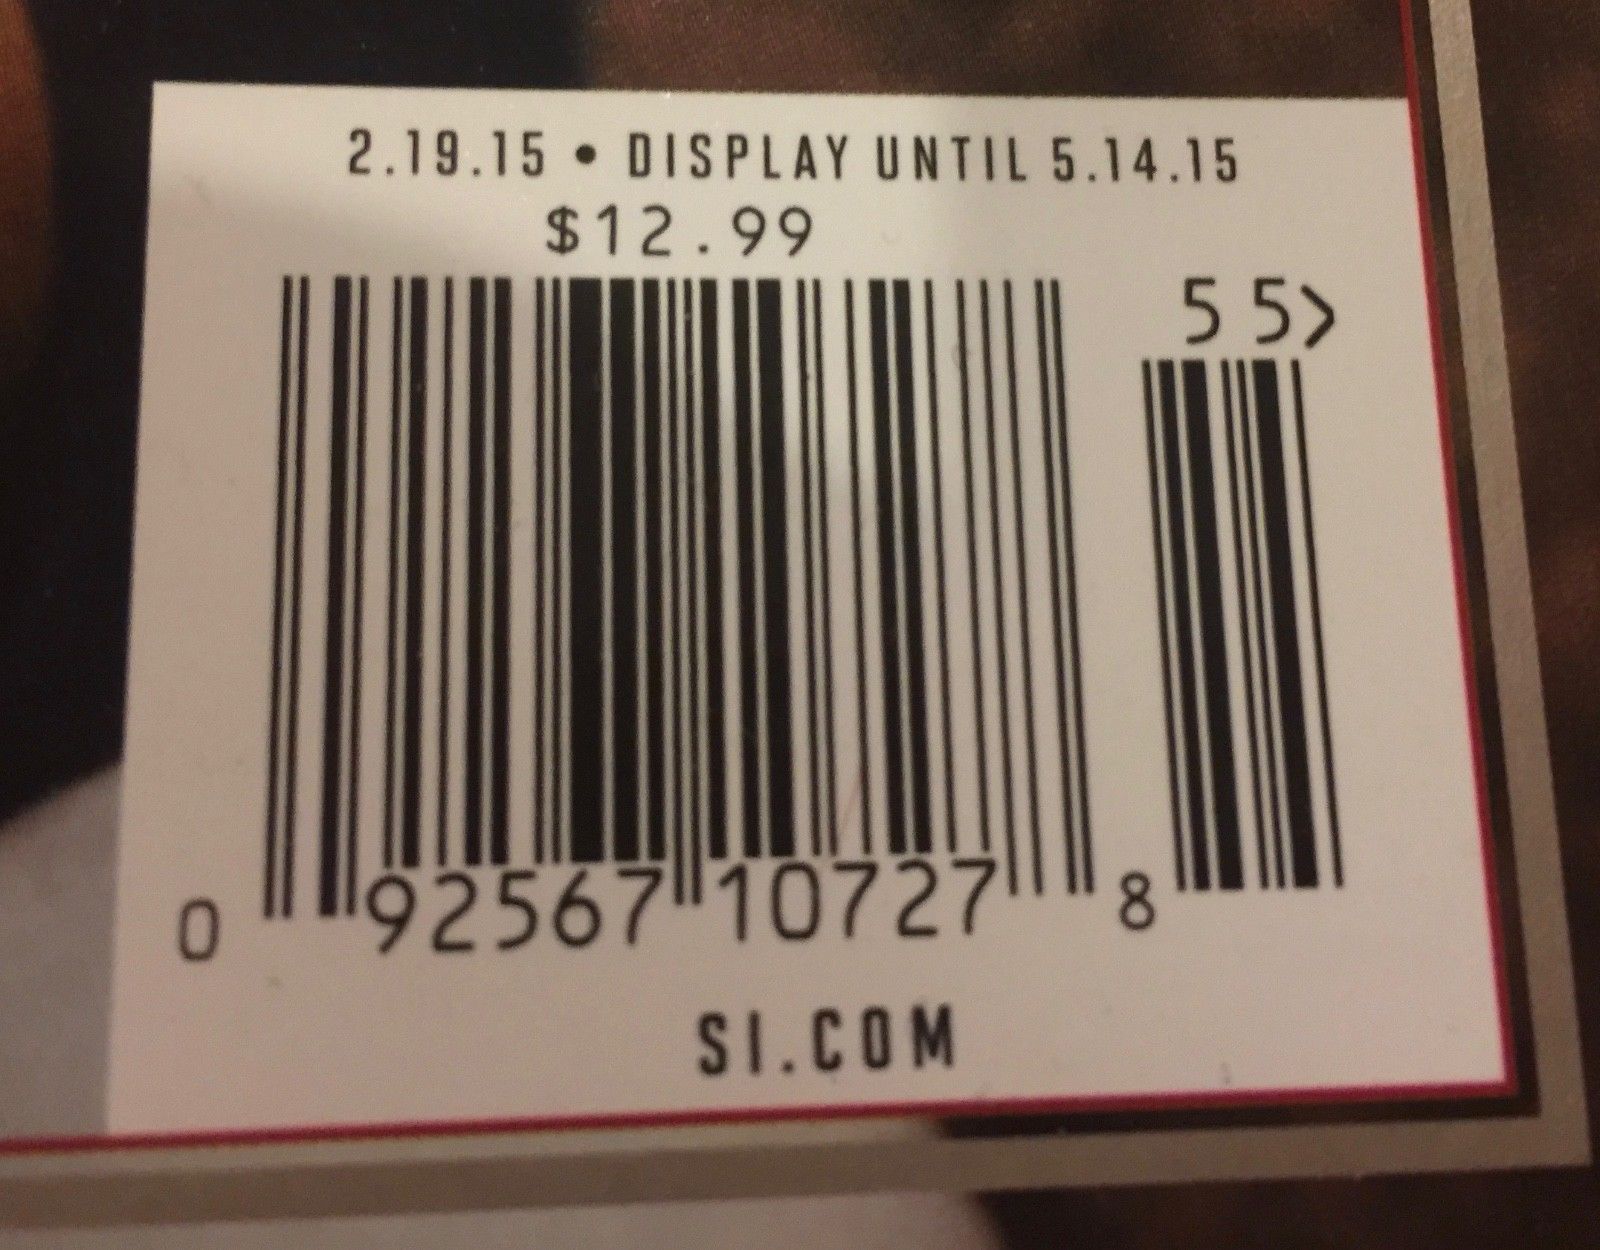 2.19.15 • DISPLAY UNTIL 5.14.15
$12.99
55>
0 92567 10727 8
SI.COM